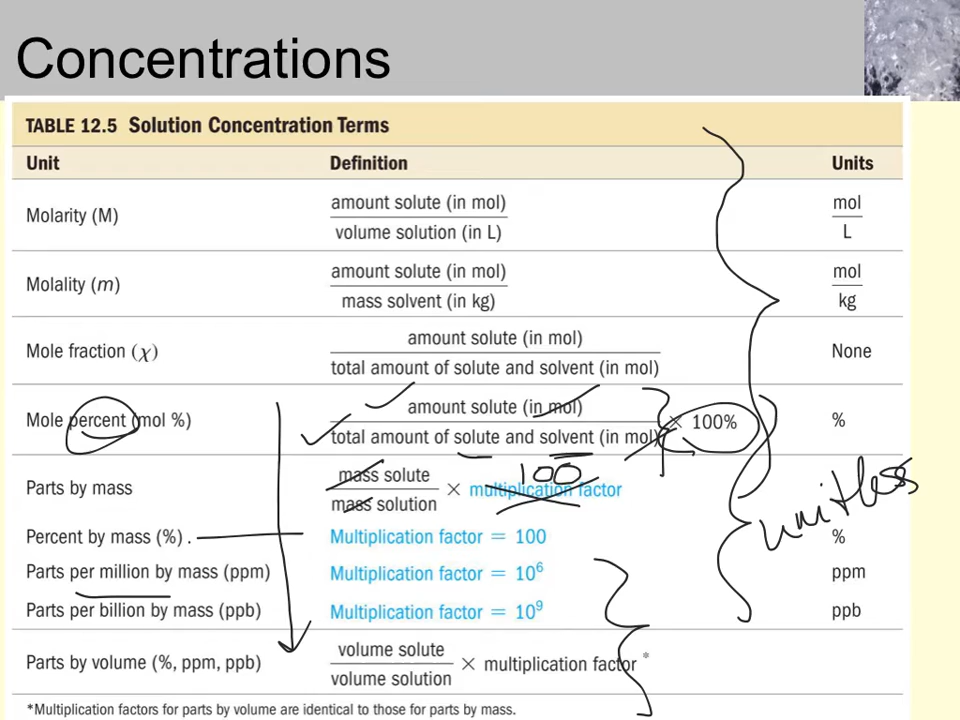 Concentrations
TABLE 12.5 Solution Concentration Terms
Unit Definition Units
Molarity (M) amount solute (in mol) mol
volume solution (in L) L
Molality (m) amount solute (in mol) mol
mass solvent (in kg) kg
Mole fraction (χ) amount solute (in mol) None
total amount of solute and solvent (in mol)
Mole percent (mol %) amount solute (in mol) × 100% %
total amount of solute and solvent (in mol)
100
unitless
Parts by mass mass solute × multiplication factor
mass solution
Percent by mass (%) Multiplication factor = 100 %
Parts per million by mass (ppm) Multiplication factor = 10⁶ ppm
Parts per billion by mass (ppb) Multiplication factor = 10⁹ ppb
Parts by volume (%, ppm, ppb) volume solute × multiplication factor*
volume solution
*Multiplication factors for parts by volume are identical to those for parts by mass.